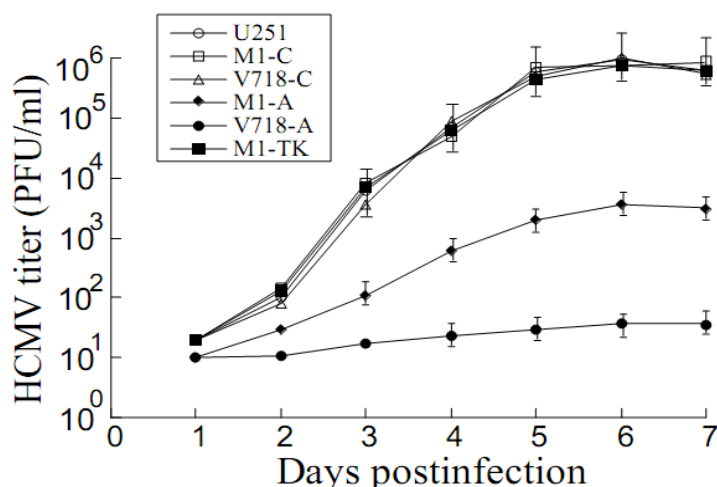 U251
M1-C
V718-C
M1-A
V718-A
M1-TK
HCMV titer (PFU/ml)
10^6
10^5
10^4
10^3
10^2
10^1
10^0
0 1 2 3 4 5 6 7
Days postinfection